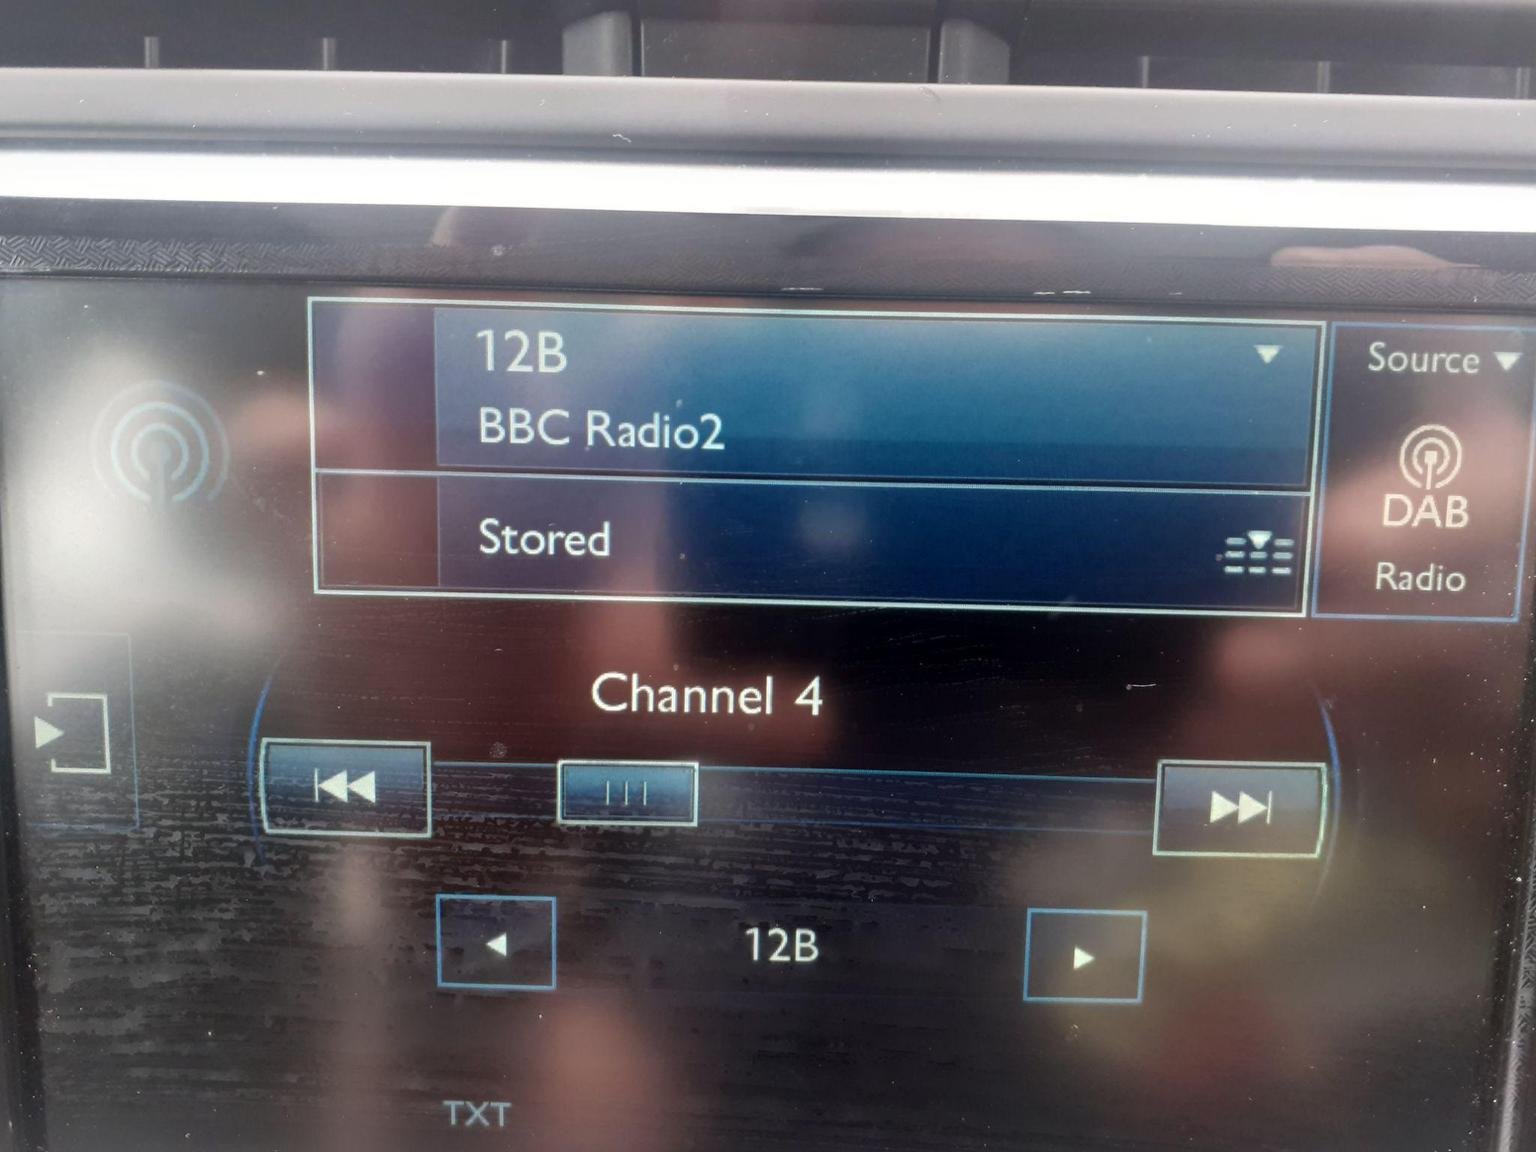 12B
BBC Radio2
Stored
Source
DAB
Radio
Channel 4
12B
TXT